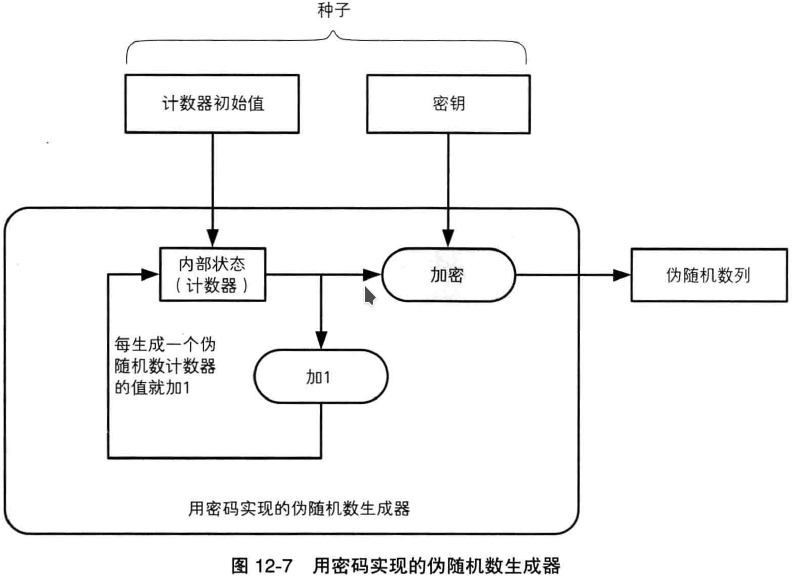 种子
计数器初始值
密钥
内部状态
（计数器）
加密
伪随机数列
每生成一个伪
随机数计数器
的值就加1
加1
用密码实现的伪随机数生成器
图 12-7 用密码实现的伪随机数生成器